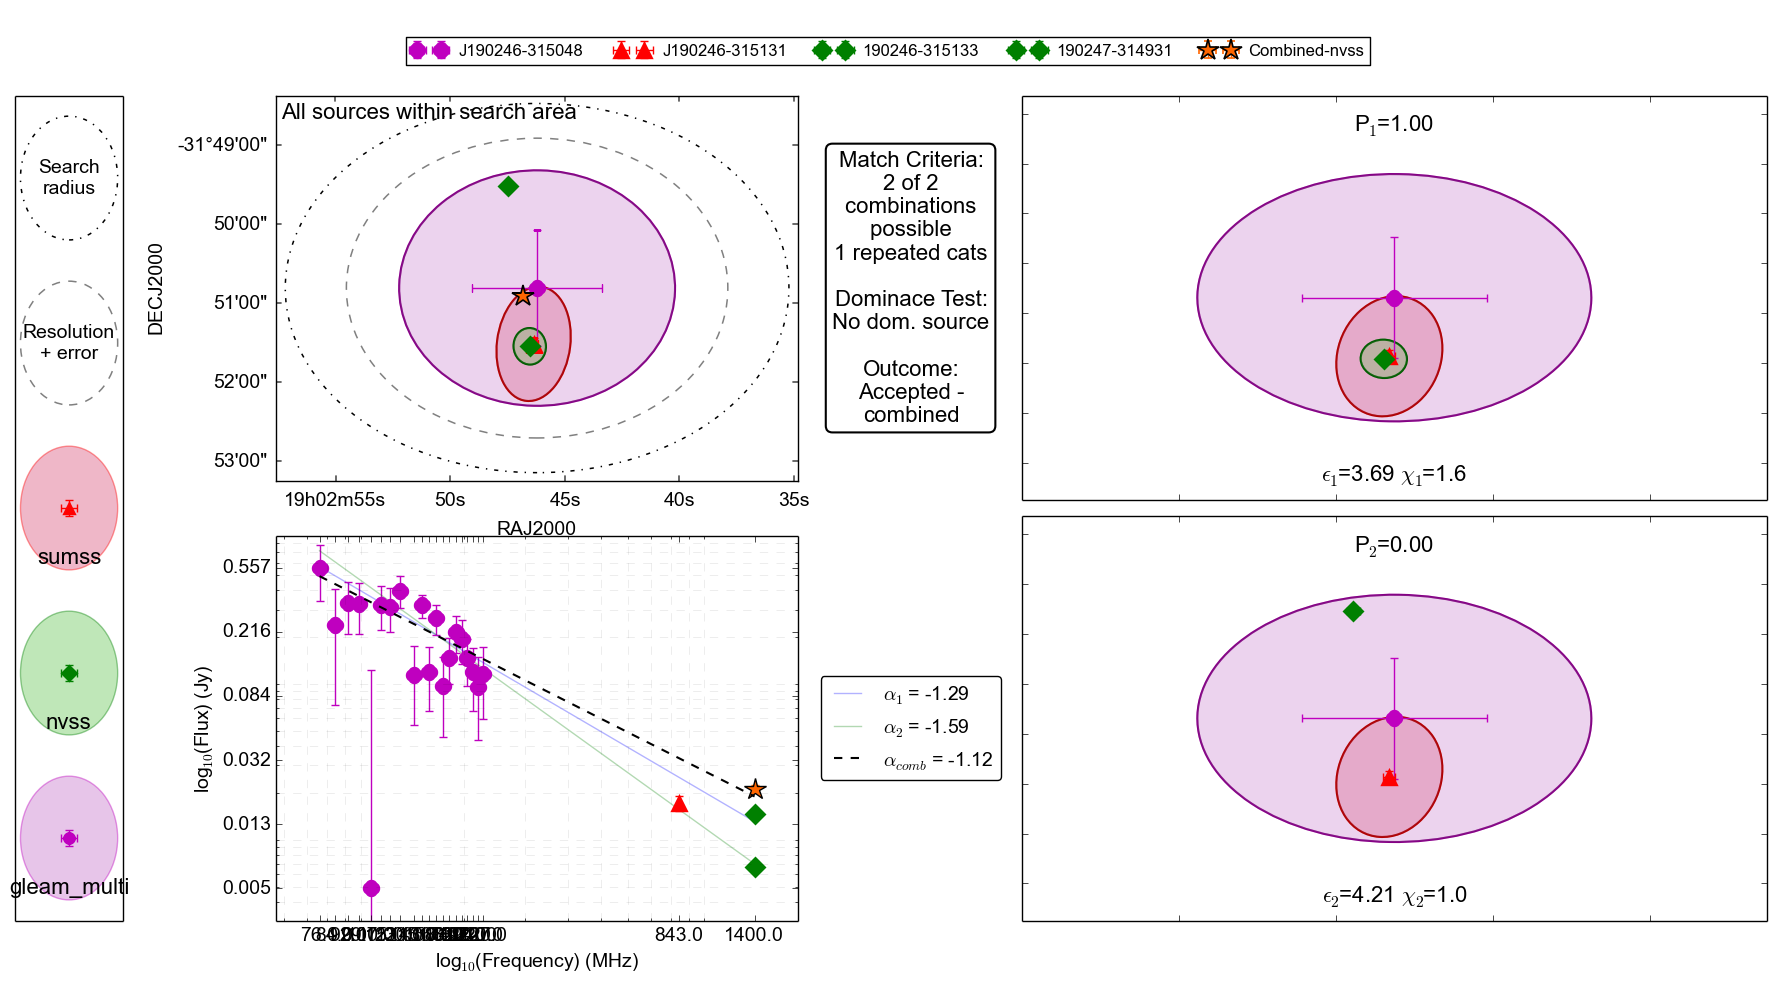 J190246-315048 J190246-315131 190246-315133 190247-314931 Combined-nvss
Search
radius
Resolution
+ error
sumss
nvss
gleam_multi
All sources within search area
DECJ2000
-31°49'00"
50'00"
51'00"
52'00"
53'00"
19h02m55s 50s 45s 40s 35s
RAJ2000
Match Criteria:
2 of 2
combinations
possible
1 repeated cats
Dominace Test:
No dom. source
Outcome:
Accepted -
combined
P1=1.00
ϵ1=3.69 χ1=1.6
P2=0.00
ϵ2=4.21 χ2=1.0
log10(Flux) (Jy)
0.557
0.216
0.084
0.032
0.013
0.005
843.0 1400.0
log10(Frequency) (MHz)
α1 = -1.29
α2 = -1.59
αcomb = -1.12